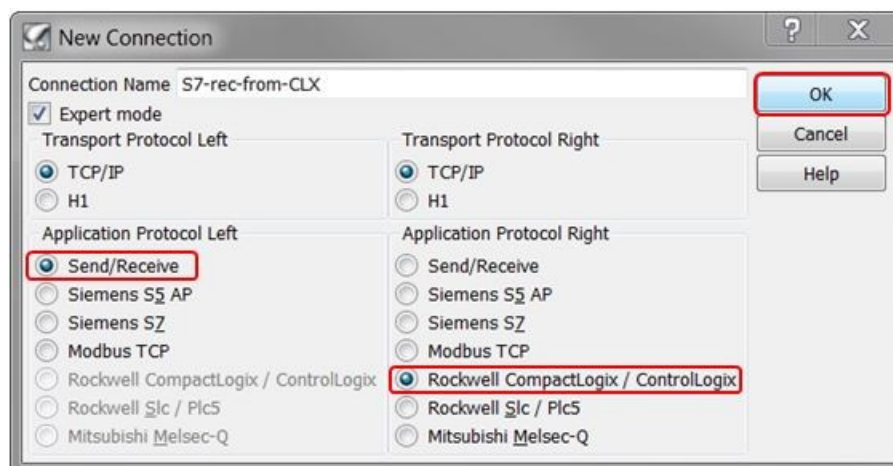 New Connection
Connection Name S7-rec-from-CLX
OK
Expert mode
Cancel
Help
Transport Protocol Left
TCP/IP
H1
Transport Protocol Right
TCP/IP
H1
Application Protocol Left
Send/Receive
Siemens S5 AP
Siemens S7
Modbus TCP
Rockwell CompactLogix / ControlLogix
Rockwell Slc / Plc5
Mitsubishi Melsec-Q
Application Protocol Right
Send/Receive
Siemens S5 AP
Siemens S7
Modbus TCP
Rockwell CompactLogix / ControlLogix
Rockwell Slc / Plc5
Mitsubishi Melsec-Q